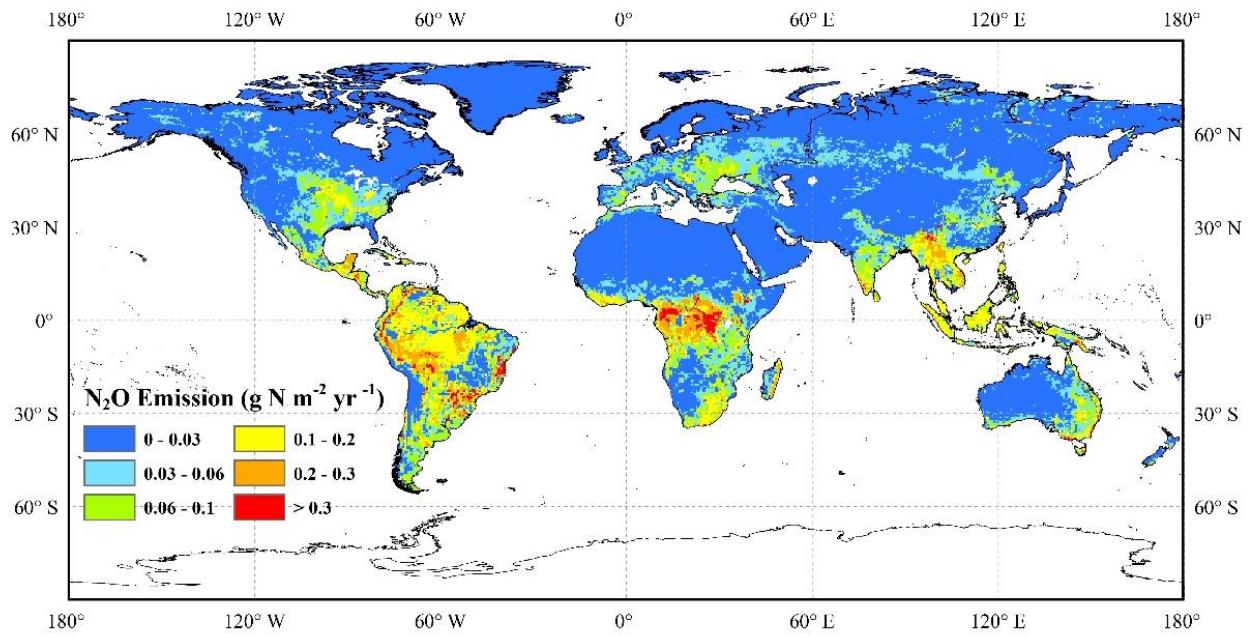 180° 120° W 60° W 0° 60° E 120° E 180°
60° N 60° N
30° N 30° N
0° 0°
N₂O Emission (g N m⁻² yr ⁻¹)
30° S 30° S
0 - 0.03 0.1 - 0.2
0.03 - 0.06 0.2 - 0.3
0.06 - 0.1 > 0.3
60° S 60° S
180° 120° W 60° W 0° 60° E 120° E 180°